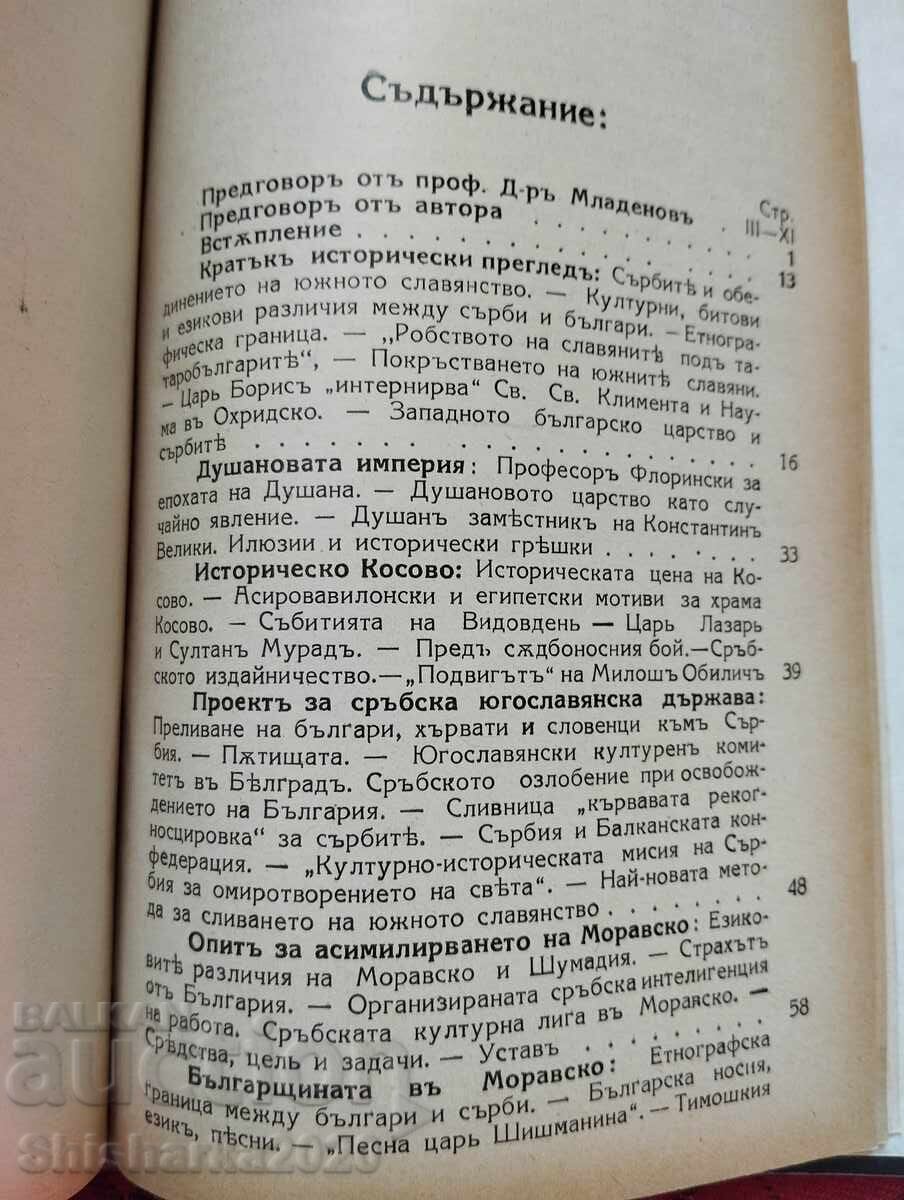 Съдържание:
Стр.
Предговоръ отъ проф. Д-ръ Младеновъ
Предговоръ отъ автора . . . . . . . . III—XI
Встѫпление . . . . . . . . . . . . 1
Кратъкъ исторически прегледъ: Сърбитѣ и обе- 13
динението на южното славянство. — Културни, битови
и езикови различия между сърби и българи. — Етногра-
фическа граница. — „Робството на славянитѣ подъ та-
таробългаритѣ“, — Покръстването на южнитѣ славяни.
— Царь Борисъ „интернирва“ Св. Св. Климента и Нау-
ма въ Охридско. — Западното българско царство и
сърбитѣ . . . . . . . . . . . . . . 16
Душановата империя: Професоръ Флорински за
епохата на Душана. — Душановото царство като слу-
чайно явление. — Душанъ замѣстникъ на Константинъ
Велики. Илюзии и исторически грѣшки . . . . . . . . 33
Историческо Косово: Историческата цена на Ко-
сово. — Асировавилонски и египетски мотиви за храма
Косово. — Събитията на Видовдень — Царь Лазарь
и Султанъ Мурадъ. — Предъ сѫдбоносния бой.—Сръб-
ското издайничество.—„Подвигътъ“ на Милошъ Обиличъ 39
Проектъ за сръбска югославянска държава:
Преливане на българи, хървати и словенци къмъ Сър-
бия. — Пѫтищата. — Югославянски културенъ коми-
тетъ въ Бѣлградъ. Сръбското озлобение при освобож-
дението на България. — Сливница „кървавата реког-
носцировка“ за сърбитѣ. — Сърбия и Балканската кон-
федерация. — „Културно-историческата мисия на Сър-
бия за омиротворението на свѣта“. — Най-новата мето-
да за сливането на южното славянство . . . . . . . 48
Опитъ за асимилирването на Моравско: Езико-
витѣ различия на Моравско и Шумадия. — Страхътъ
отъ България. — Организираната сръбска интелигенция
на работа. Сръбската културна лига въ Моравско. —
Срѣдства, цель и задачи. — Уставъ . . . . . . . . . 58
Българщината въ Моравско: Етнографска
граница между българи и сърби. — Българска носия,
езикъ, пѣсни. — „Песна царь Шишманина“. — Тимошкия
BALKAN
auction
Shisharka2020